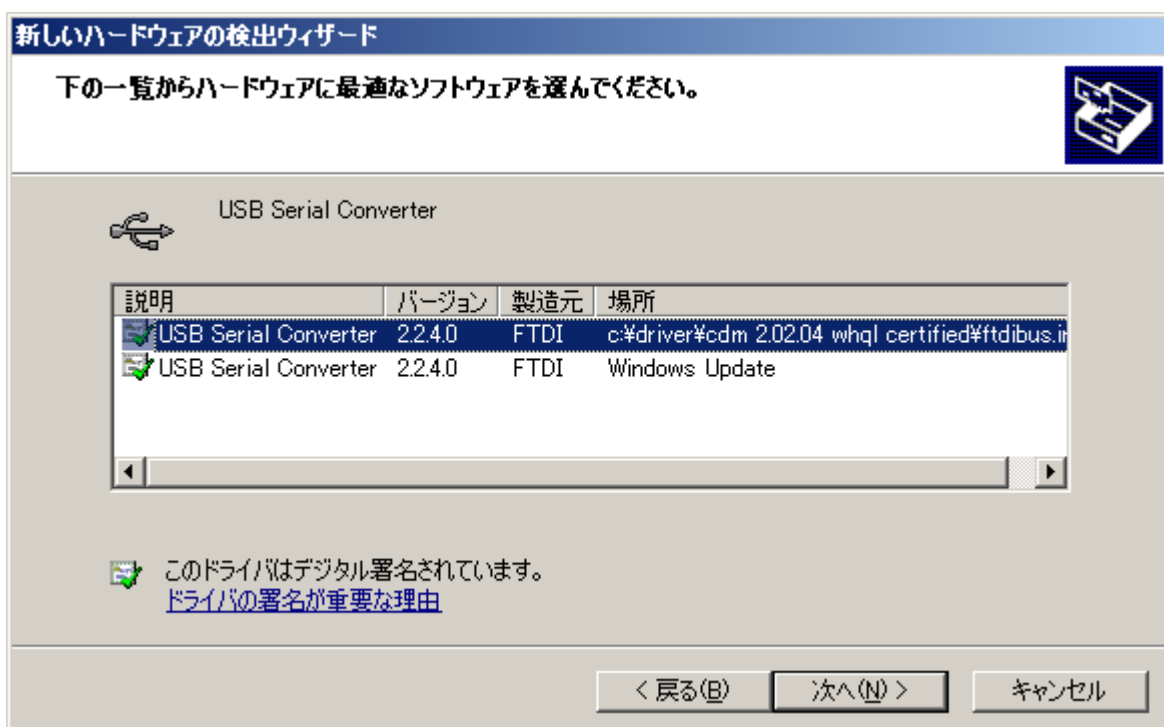 新しいハードウェアの検出ウィザード
下の一覧からハードウェアに最適なソフトウェアを選んでください。
USB Serial Converter
説明 バージョン 製造元 場所
USB Serial Converter 2.2.4.0 FTDI c:¥driver¥cdm 2.02.04 whql certified¥ftdibus.in
USB Serial Converter 2.2.4.0 FTDI Windows Update
このドライバはデジタル署名されています。
ドライバの署名が重要な理由
< 戻る(B) 次へ(N) > キャンセル